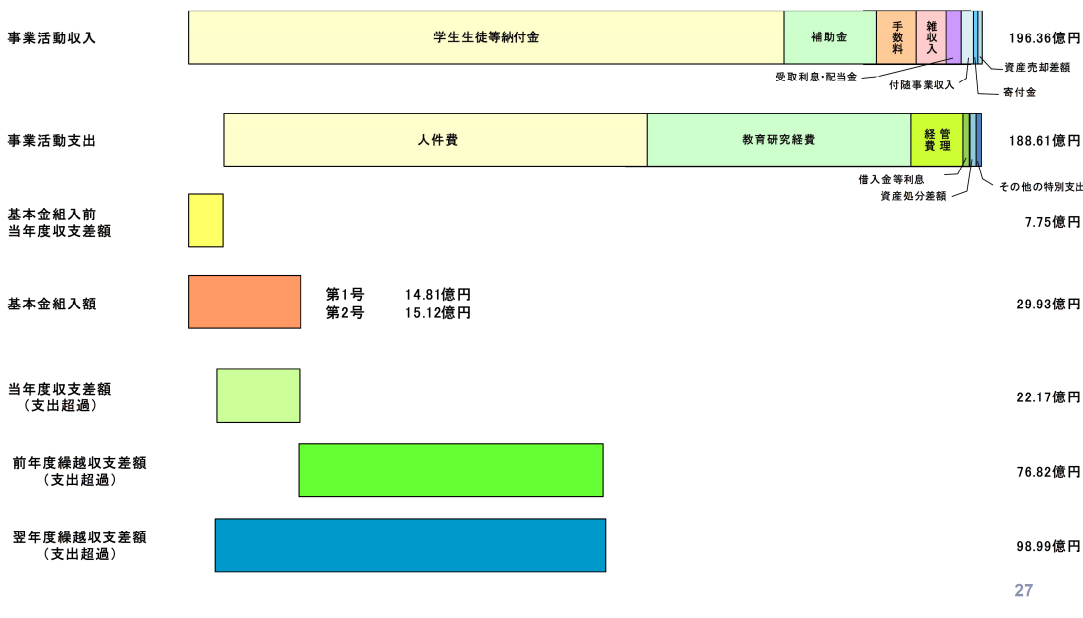 事業活動収入
学生生徒等納付金
補助金
手数料
雑収入
196.36億円
受取利息・配当金
付随事業収入
資産売却差額
寄付金
事業活動支出
人件費
教育研究経費
管理
経費
188.61億円
借入金等利息
資産処分差額
その他の特別支出
基本金組入前
当年度収支差額
7.75億円
基本金組入額
第1号 14.81億円
第2号 15.12億円
29.93億円
当年度収支差額
（支出超過）
22.17億円
前年度繰越収支差額
（支出超過）
76.82億円
翌年度繰越収支差額
（支出超過）
98.99億円
27